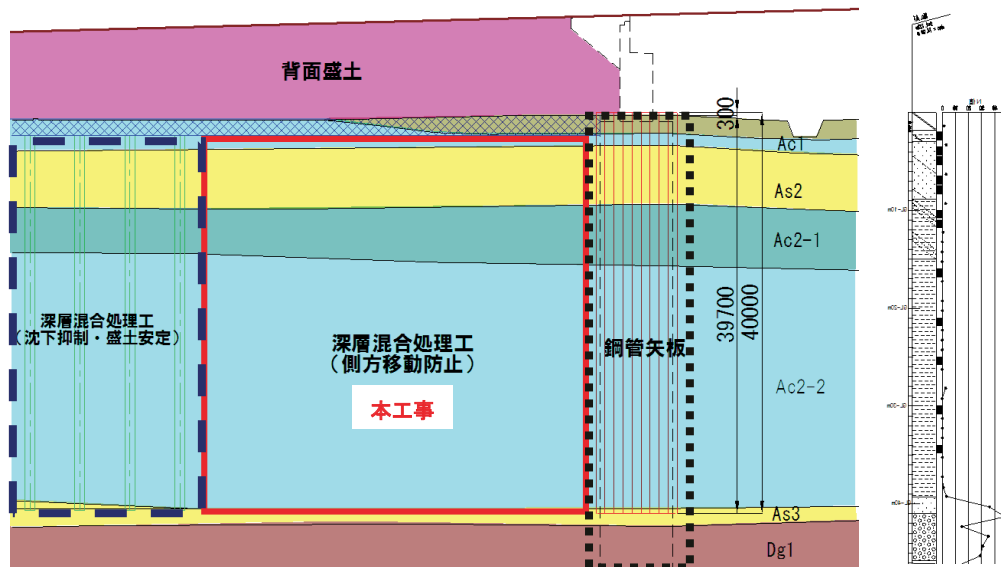 背面盛土
300
Ac1
As2
Ac2-1
深層混合処理工
(沈下抑制・盛土安定)
深層混合処理工
(側方移動防止)
本工事
鋼管矢板
39700
40000
Ac2-2
As3
Dg1